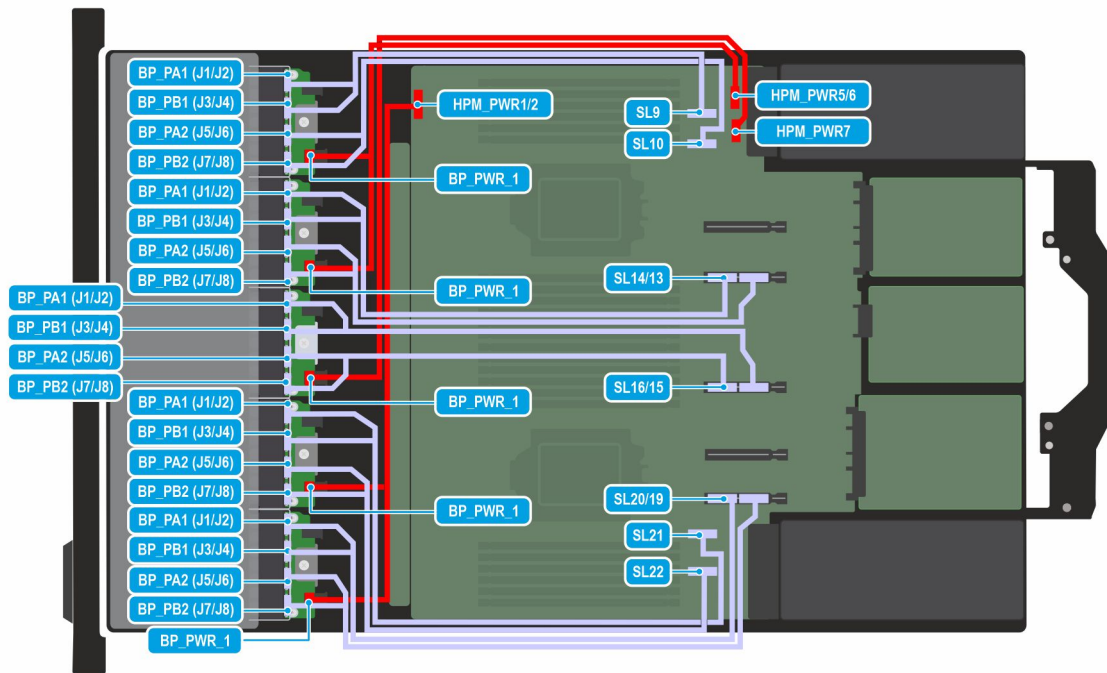 BP_PA1 (J1/J2)
BP_PB1 (J3/J4)
BP_PA2 (J5/J6)
BP_PB2 (J7/J8)
BP_PA1 (J1/J2)
BP_PB1 (J3/J4)
BP_PA2 (J5/J6)
BP_PB2 (J7/J8)
BP_PA1 (J1/J2)
BP_PB1 (J3/J4)
BP_PA2 (J5/J6)
BP_PB2 (J7/J8)
BP_PA1 (J1/J2)
BP_PB1 (J3/J4)
BP_PA2 (J5/J6)
BP_PB2 (J7/J8)
BP_PA1 (J1/J2)
BP_PB1 (J3/J4)
BP_PA2 (J5/J6)
BP_PB2 (J7/J8)
BP_PWR_1
HPM_PWR1/2
BP_PWR_1
BP_PWR_1
BP_PWR_1
BP_PWR_1
SL9
SL10
SL14/13
SL16/15
SL20/19
SL21
SL22
HPM_PWR5/6
HPM_PWR7